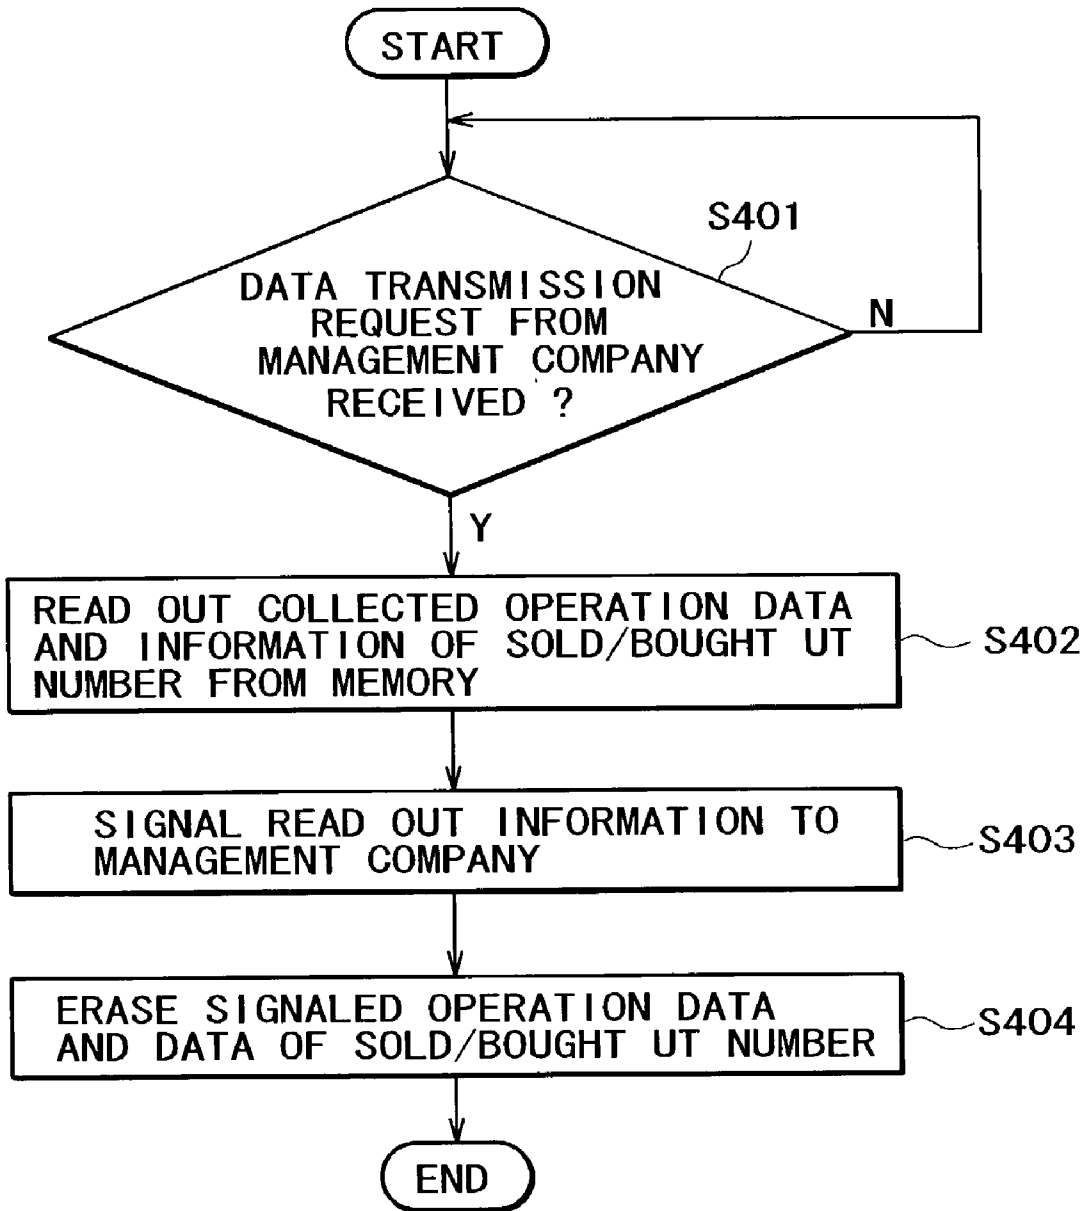 START
S401
DATA TRANSMISSION
REQUEST FROM
MANAGEMENT COMPANY
RECEIVED ?
N
Y
READ OUT COLLECTED OPERATION DATA
AND INFORMATION OF SOLD/BOUGHT UT
NUMBER FROM MEMORY
S402
SIGNAL READ OUT INFORMATION TO
MANAGEMENT COMPANY
S403
ERASE SIGNALED OPERATION DATA
AND DATA OF SOLD/BOUGHT UT NUMBER
S404
END